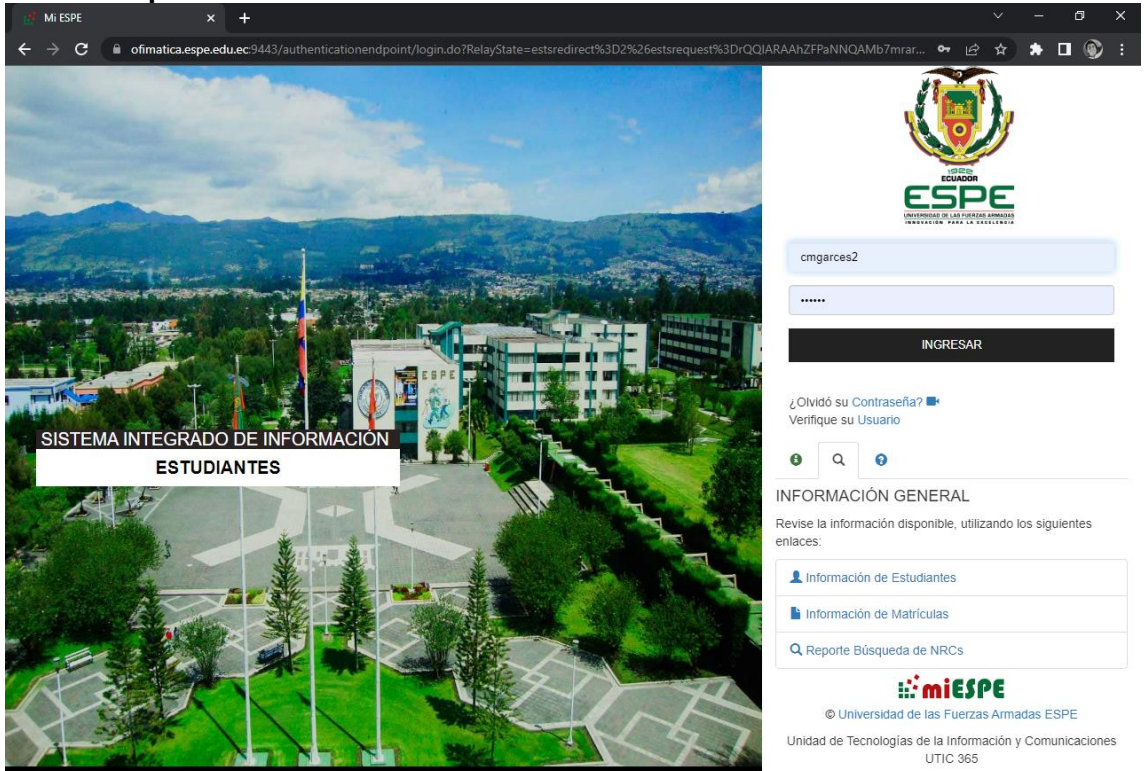 Mi ESPE
ofimatica.espe.edu.ec:9443/authenticationendpoint/login.do?RelayState=estsredirect%3D2%26estsrequest%3DrQQIARAAhZFPaNNQAMb7mrar...
1922
ECUADOR
ESPE
UNIVERSIDAD DE LAS FUERZAS ARMADAS
INNOVACIÓN PARA LA EXCELENCIA
cmgarces2
••••••
INGRESAR
¿Olvidó su Contraseña?
Verifique su Usuario
ESPE
SISTEMA INTEGRADO DE INFORMACIÓN
ESTUDIANTES
INFORMACIÓN GENERAL
Revise la información disponible, utilizando los siguientes
enlaces:
Información de Estudiantes
Información de Matrículas
Reporte Búsqueda de NRCs
miESPE
© Universidad de las Fuerzas Armadas ESPE
Unidad de Tecnologías de la Información y Comunicaciones
UTIC 365